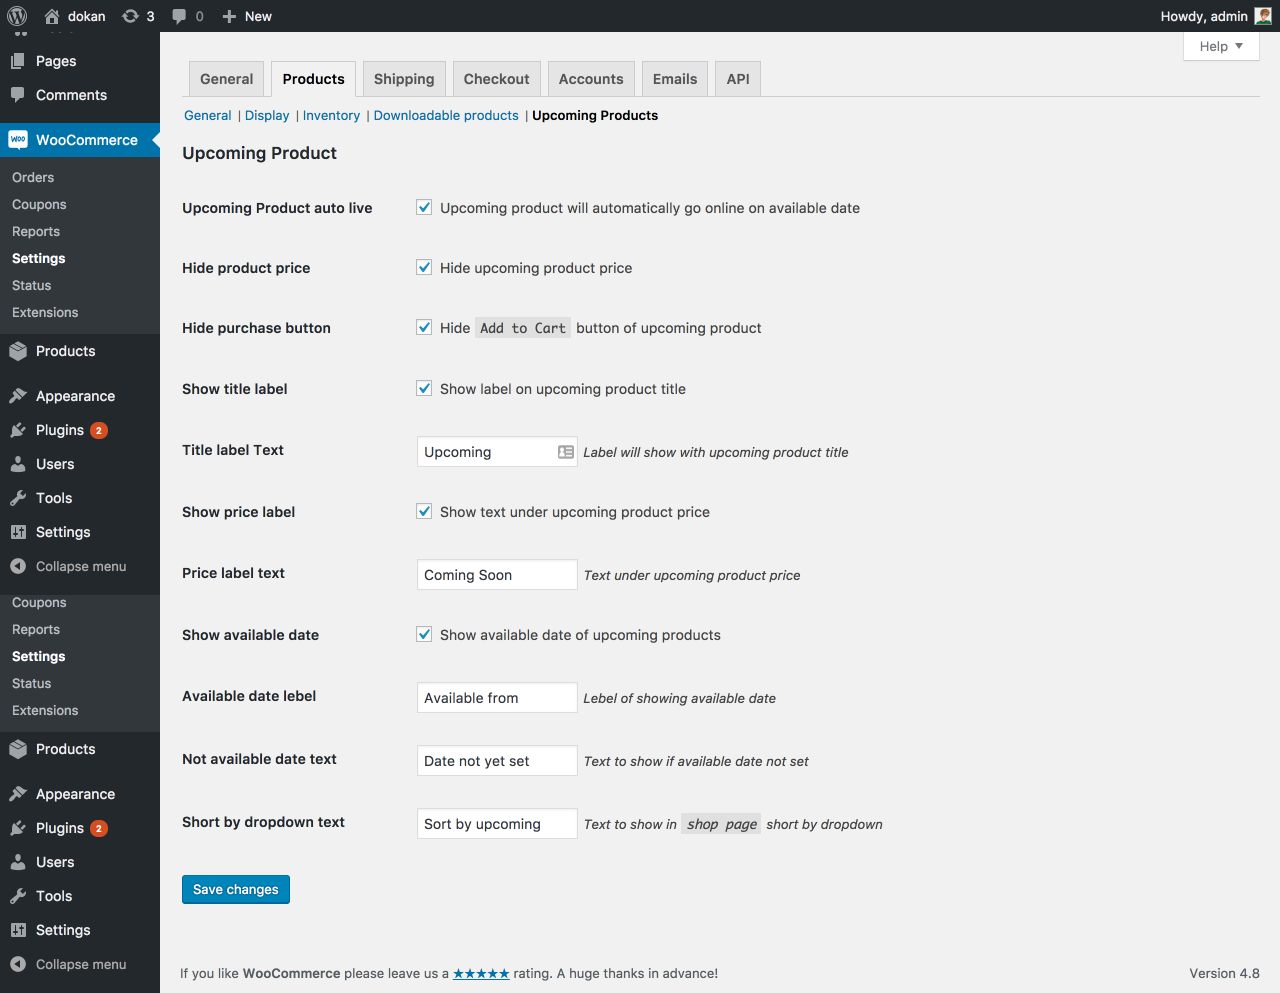 dokan 3 0 New Howdy, admin
Help
Pages
Comments
WooCommerce
Orders
Coupons
Reports
Settings
Status
Extensions
Products
Appearance
Plugins 2
Users
Tools
Settings
Collapse menu
Coupons
Reports
Settings
Status
Extensions
Products
Appearance
Plugins 2
Users
Tools
Settings
Collapse menu
General Products Shipping Checkout Accounts Emails API
General | Display | Inventory | Downloadable products | Upcoming Products
Upcoming Product
Upcoming Product auto live Upcoming product will automatically go online on available date
Hide product price Hide upcoming product price
Hide purchase button Hide Add to Cart button of upcoming product
Show title label Show label on upcoming product title
Title label Text Upcoming Label will show with upcoming product title
Show price label Show text under upcoming product price
Price label text Coming Soon Text under upcoming product price
Show available date Show available date of upcoming products
Available date lebel Available from Lebel of showing available date
Not available date text Date not yet set Text to show if available date not set
Short by dropdown text Sort by upcoming Text to show in shop page short by dropdown
Save changes
If you like WooCommerce please leave us a ★★★★★ rating. A huge thanks in advance! Version 4.8